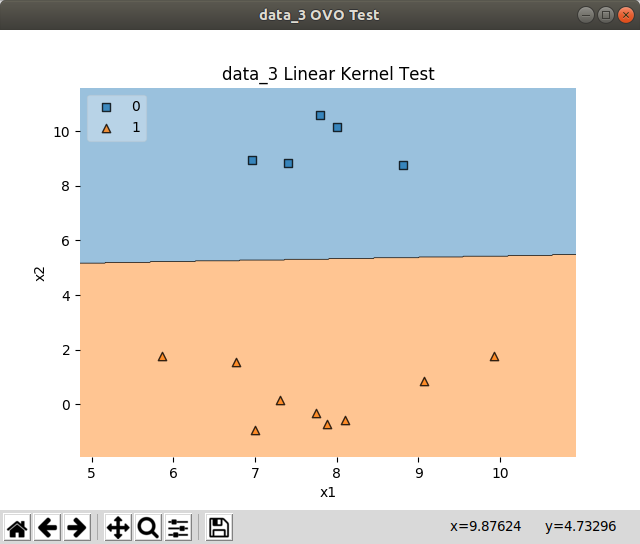 data_3 OVO Test
data_3 Linear Kernel Test
0
1
10
8
6
4
2
0
x2
5 6 7 8 9 10
x1
x=9.87624 y=4.73296